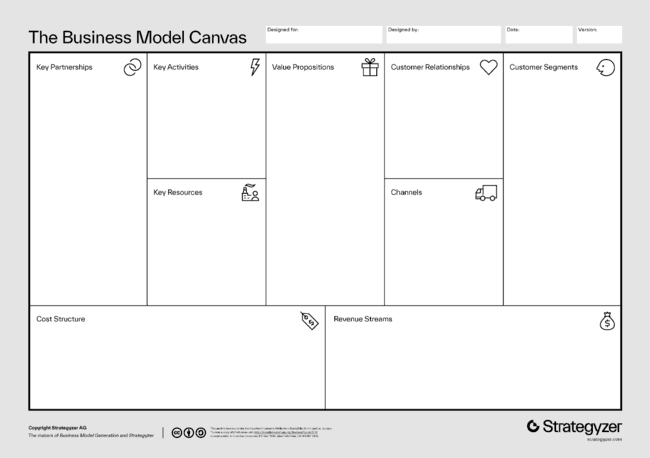 The Business Model Canvas
Designed for:
Designed by:
Date:
Version:
Key Partnerships
Key Activities
Value Propositions
Customer Relationships
Customer Segments
Key Resources
Channels
Cost Structure
Revenue Streams
Copyright Strategyzer AG
The makers of Business Model Generation and Strategyzer
Strategyzer
strategyzer.com